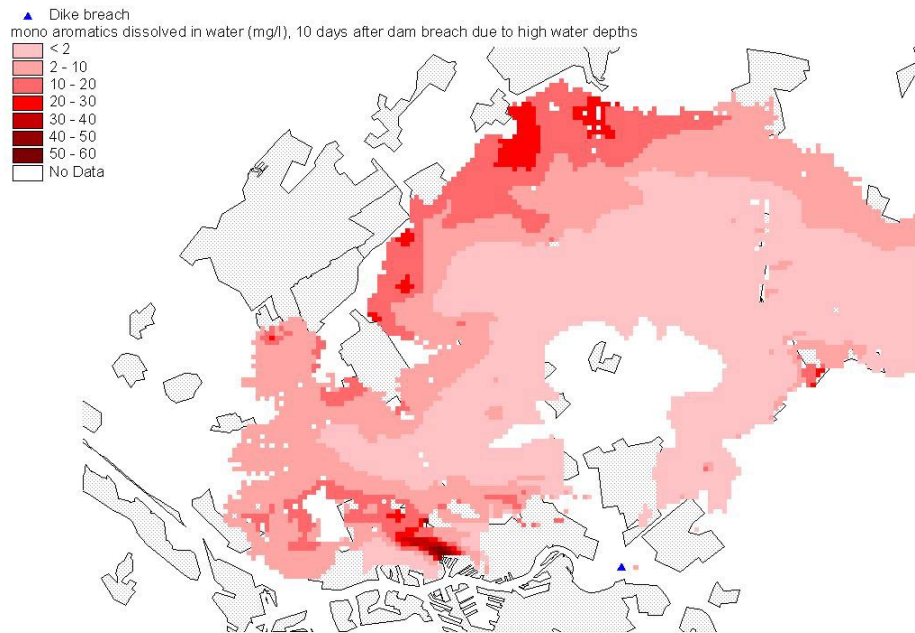 Dike breach
mono aromatics dissolved in water (mg/l), 10 days after dam breach due to high water depths
< 2
2 - 10
10 - 20
20 - 30
30 - 40
40 - 50
50 - 60
No Data